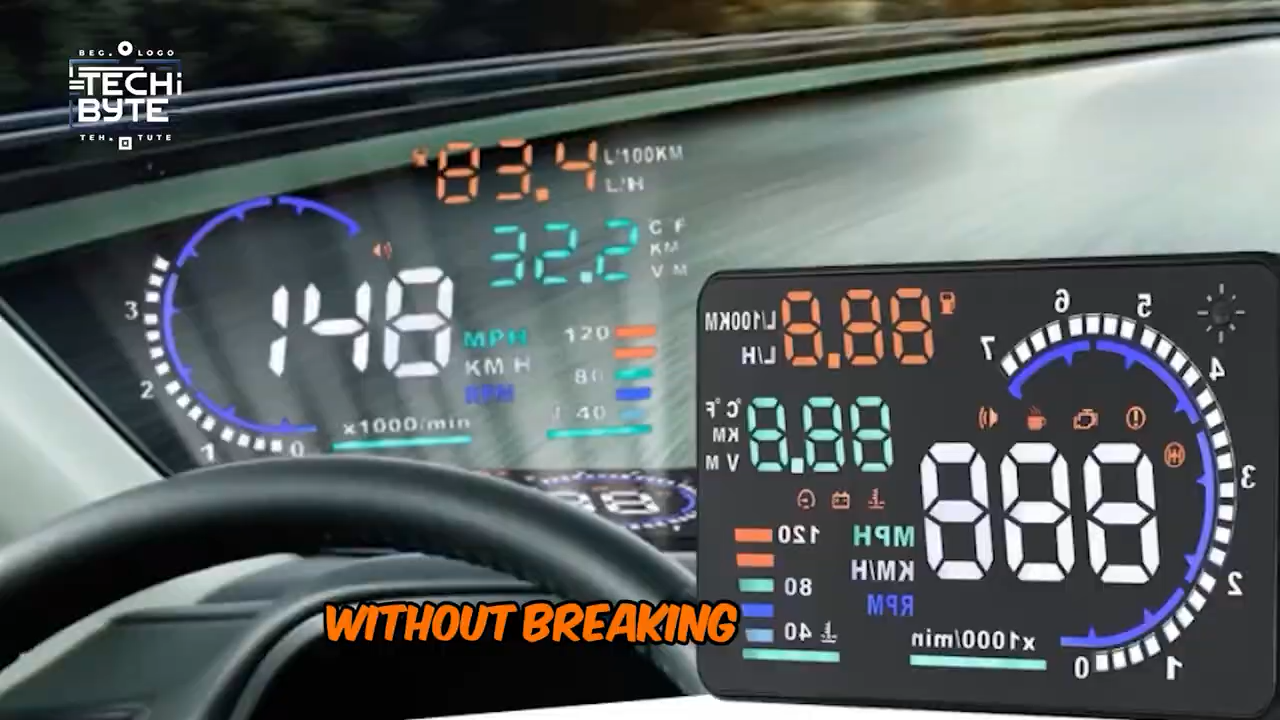 BEG. LOGO
TECHi
BYTE
TEH. TUTE
83.4 L/100KM
L/H
32.2 C F
KM
V M
148
MPH
KM H
RPM
120
80
40
3
2
1
0
x1000/min
WITHOUT BREAKING
L/100KM 8.88
L/H
°C °F 8.88
KM
V M
888
120
80
40
MPH
KM/H
RPM
x1000/min
7
6
5
4
3
2
1
0